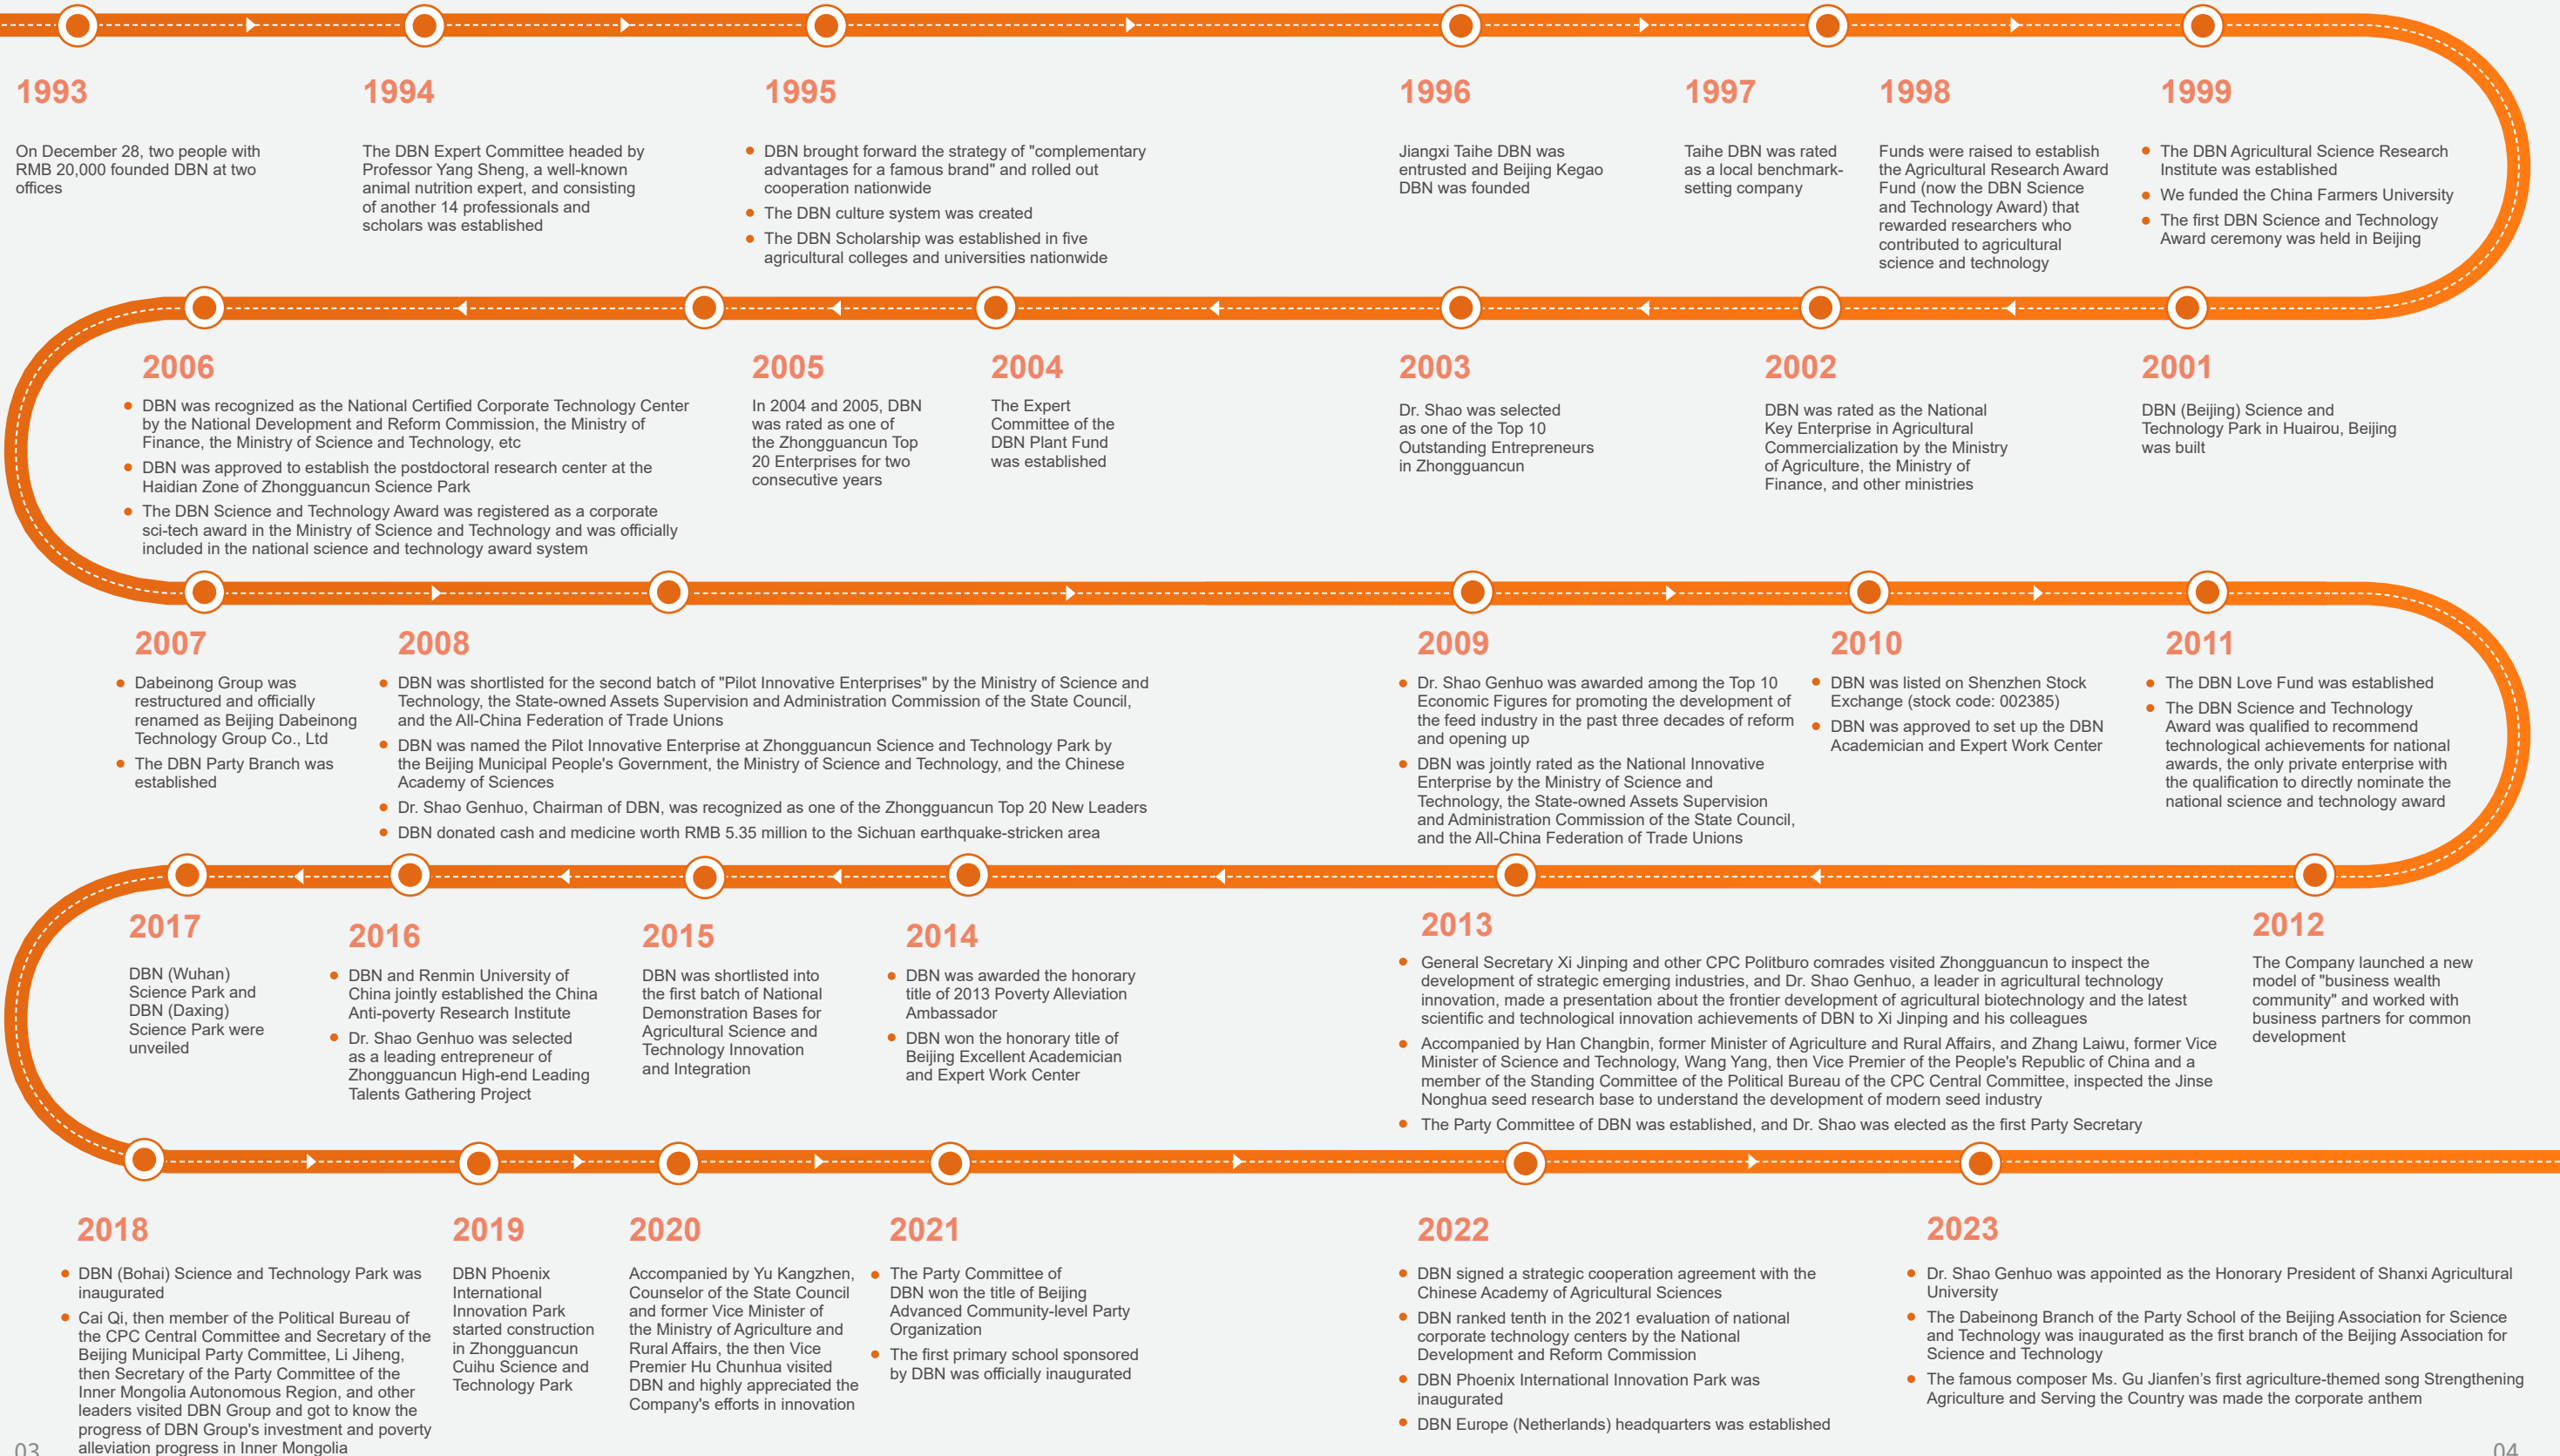 1993
On December 28, two people with
RMB 20,000 founded DBN at two
offices
1994
The DBN Expert Committee headed by
Professor Yang Sheng, a well-known
animal nutrition expert, and consisting
of another 14 professionals and
scholars was established
1995
DBN brought forward the strategy of "complementary
advantages for a famous brand" and rolled out
cooperation nationwide
The DBN culture system was created
The DBN Scholarship was established in five
agricultural colleges and universities nationwide
1996
Jiangxi Taihe DBN was
entrusted and Beijing Kegao
DBN was founded
1997
Taihe DBN was rated
as a local benchmark-
setting company
1998
Funds were raised to establish
the Agricultural Research Award
Fund (now the DBN Science
and Technology Award) that
rewarded researchers who
contributed to agricultural
science and technology
1999
The DBN Agricultural Science Research
Institute was established
We funded the China Farmers University
The first DBN Science and Technology
Award ceremony was held in Beijing
2001
DBN (Beijing) Science and
Technology Park in Huairou, Beijing
was built
2002
DBN was rated as the National
Key Enterprise in Agricultural
Commercialization by the Ministry
of Agriculture, the Ministry of
Finance, and other ministries
2003
Dr. Shao was selected
as one of the Top 10
Outstanding Entrepreneurs
in Zhongguancun
2004
The Expert
Committee of the
DBN Plant Fund
was established
2005
In 2004 and 2005, DBN
was rated as one of
the Zhongguancun Top
20 Enterprises for two
consecutive years
2006
DBN was recognized as the National Certified Corporate Technology Center
by the National Development and Reform Commission, the Ministry of
Finance, the Ministry of Science and Technology, etc
DBN was approved to establish the postdoctoral research center at the
Haidian Zone of Zhongguancun Science Park
The DBN Science and Technology Award was registered as a corporate
sci-tech award in the Ministry of Science and Technology and was officially
included in the national science and technology award system
2007
Dabeinong Group was
restructured and officially
renamed as Beijing Dabeinong
Technology Group Co., Ltd
The DBN Party Branch was
established
2008
DBN was shortlisted for the second batch of "Pilot Innovative Enterprises" by the Ministry of Science and
Technology, the State-owned Assets Supervision and Administration Commission of the State Council,
and the All-China Federation of Trade Unions
DBN was named the Pilot Innovative Enterprise at Zhongguancun Science and Technology Park by
the Beijing Municipal People's Government, the Ministry of Science and Technology, and the Chinese
Academy of Sciences
Dr. Shao Genhuo, Chairman of DBN, was recognized as one of the Zhongguancun Top 20 New Leaders
DBN donated cash and medicine worth RMB 5.35 million to the Sichuan earthquake-stricken area
2009
Dr. Shao Genhuo was awarded among the Top 10
Economic Figures for promoting the development of
the feed industry in the past three decades of reform
and opening up
DBN was jointly rated as the National Innovative
Enterprise by the Ministry of Science and
Technology, the State-owned Assets Supervision
and Administration Commission of the State Council,
and the All-China Federation of Trade Unions
2010
DBN was listed on Shenzhen Stock
Exchange (stock code: 002385)
DBN was approved to set up the DBN
Academician and Expert Work Center
2011
The DBN Love Fund was established
The DBN Science and Technology
Award was qualified to recommend
technological achievements for national
awards, the only private enterprise with
the qualification to directly nominate the
national science and technology award
2012
The Company launched a new
model of "business wealth
community" and worked with
business partners for common
development
2013
General Secretary Xi Jinping and other CPC Politburo comrades visited Zhongguancun to inspect the
development of strategic emerging industries, and Dr. Shao Genhuo, a leader in agricultural technology
innovation, made a presentation about the frontier development of agricultural biotechnology and the latest
scientific and technological innovation achievements of DBN to Xi Jinping and his colleagues
Accompanied by Han Changbin, former Minister of Agriculture and Rural Affairs, and Zhang Laiwu, former Vice
Minister of Science and Technology, Wang Yang, then Vice Premier of the People's Republic of China and a
member of the Standing Committee of the Political Bureau of the CPC Central Committee, inspected the Jinse
Nonghua seed research base to understand the development of modern seed industry
The Party Committee of DBN was established, and Dr. Shao was elected as the first Party Secretary
2014
DBN was awarded the honorary
title of 2013 Poverty Alleviation
Ambassador
DBN won the honorary title of
Beijing Excellent Academician
and Expert Work Center
2015
DBN was shortlisted into
the first batch of National
Demonstration Bases for
Agricultural Science and
Technology Innovation
and Integration
2016
DBN and Renmin University of
China jointly established the China
Anti-poverty Research Institute
Dr. Shao Genhuo was selected
as a leading entrepreneur of
Zhongguancun High-end Leading
Talents Gathering Project
2017
DBN (Wuhan)
Science Park and
DBN (Daxing)
Science Park were
unveiled
2018
DBN (Bohai) Science and Technology Park was
inaugurated
Cai Qi, then member of the Political Bureau of
the CPC Central Committee and Secretary of the
Beijing Municipal Party Committee, Li Jiheng,
then Secretary of the Party Committee of the
Inner Mongolia Autonomous Region, and other
leaders visited DBN Group and got to know the
progress of DBN Group's investment and poverty
alleviation progress in Inner Mongolia
2019
DBN Phoenix
International
Innovation Park
started construction
in Zhongguancun
Cuihu Science and
Technology Park
2020
Accompanied by Yu Kangzhen,
Counselor of the State Council
and former Vice Minister of
the Ministry of Agriculture and
Rural Affairs, the then Vice
Premier Hu Chunhua visited
DBN and highly appreciated the
Company's efforts in innovation
2021
The Party Committee of
DBN won the title of Beijing
Advanced Community-level Party
Organization
The first primary school sponsored
by DBN was officially inaugurated
2022
DBN signed a strategic cooperation agreement with the
Chinese Academy of Agricultural Sciences
DBN ranked tenth in the 2021 evaluation of national
corporate technology centers by the National
Development and Reform Commission
DBN Phoenix International Innovation Park was
inaugurated
DBN Europe (Netherlands) headquarters was established
2023
Dr. Shao Genhuo was appointed as the Honorary President of Shanxi Agricultural
University
The Dabeinong Branch of the Party School of the Beijing Association for Science
and Technology was inaugurated as the first branch of the Beijing Association for
Science and Technology
The famous composer Ms. Gu Jianfen’s first agriculture-themed song Strengthening
Agriculture and Serving the Country was made the corporate anthem
03
04